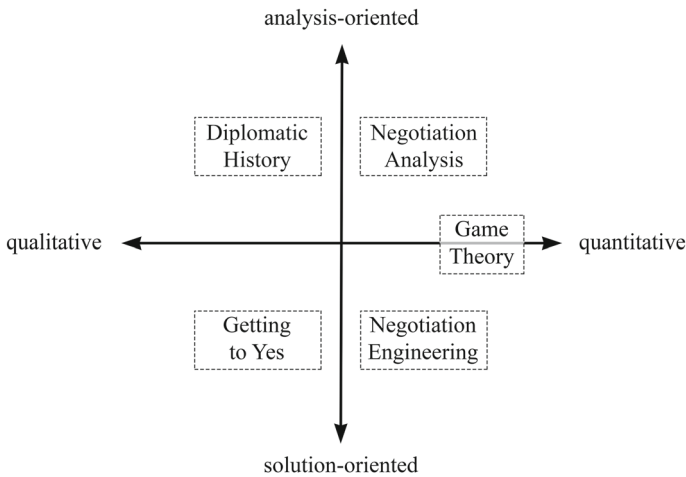 analysis-oriented
Diplomatic
History
Negotiation
Analysis
qualitative
Game
Theory
quantitative
Getting
to Yes
Negotiation
Engineering
solution-oriented